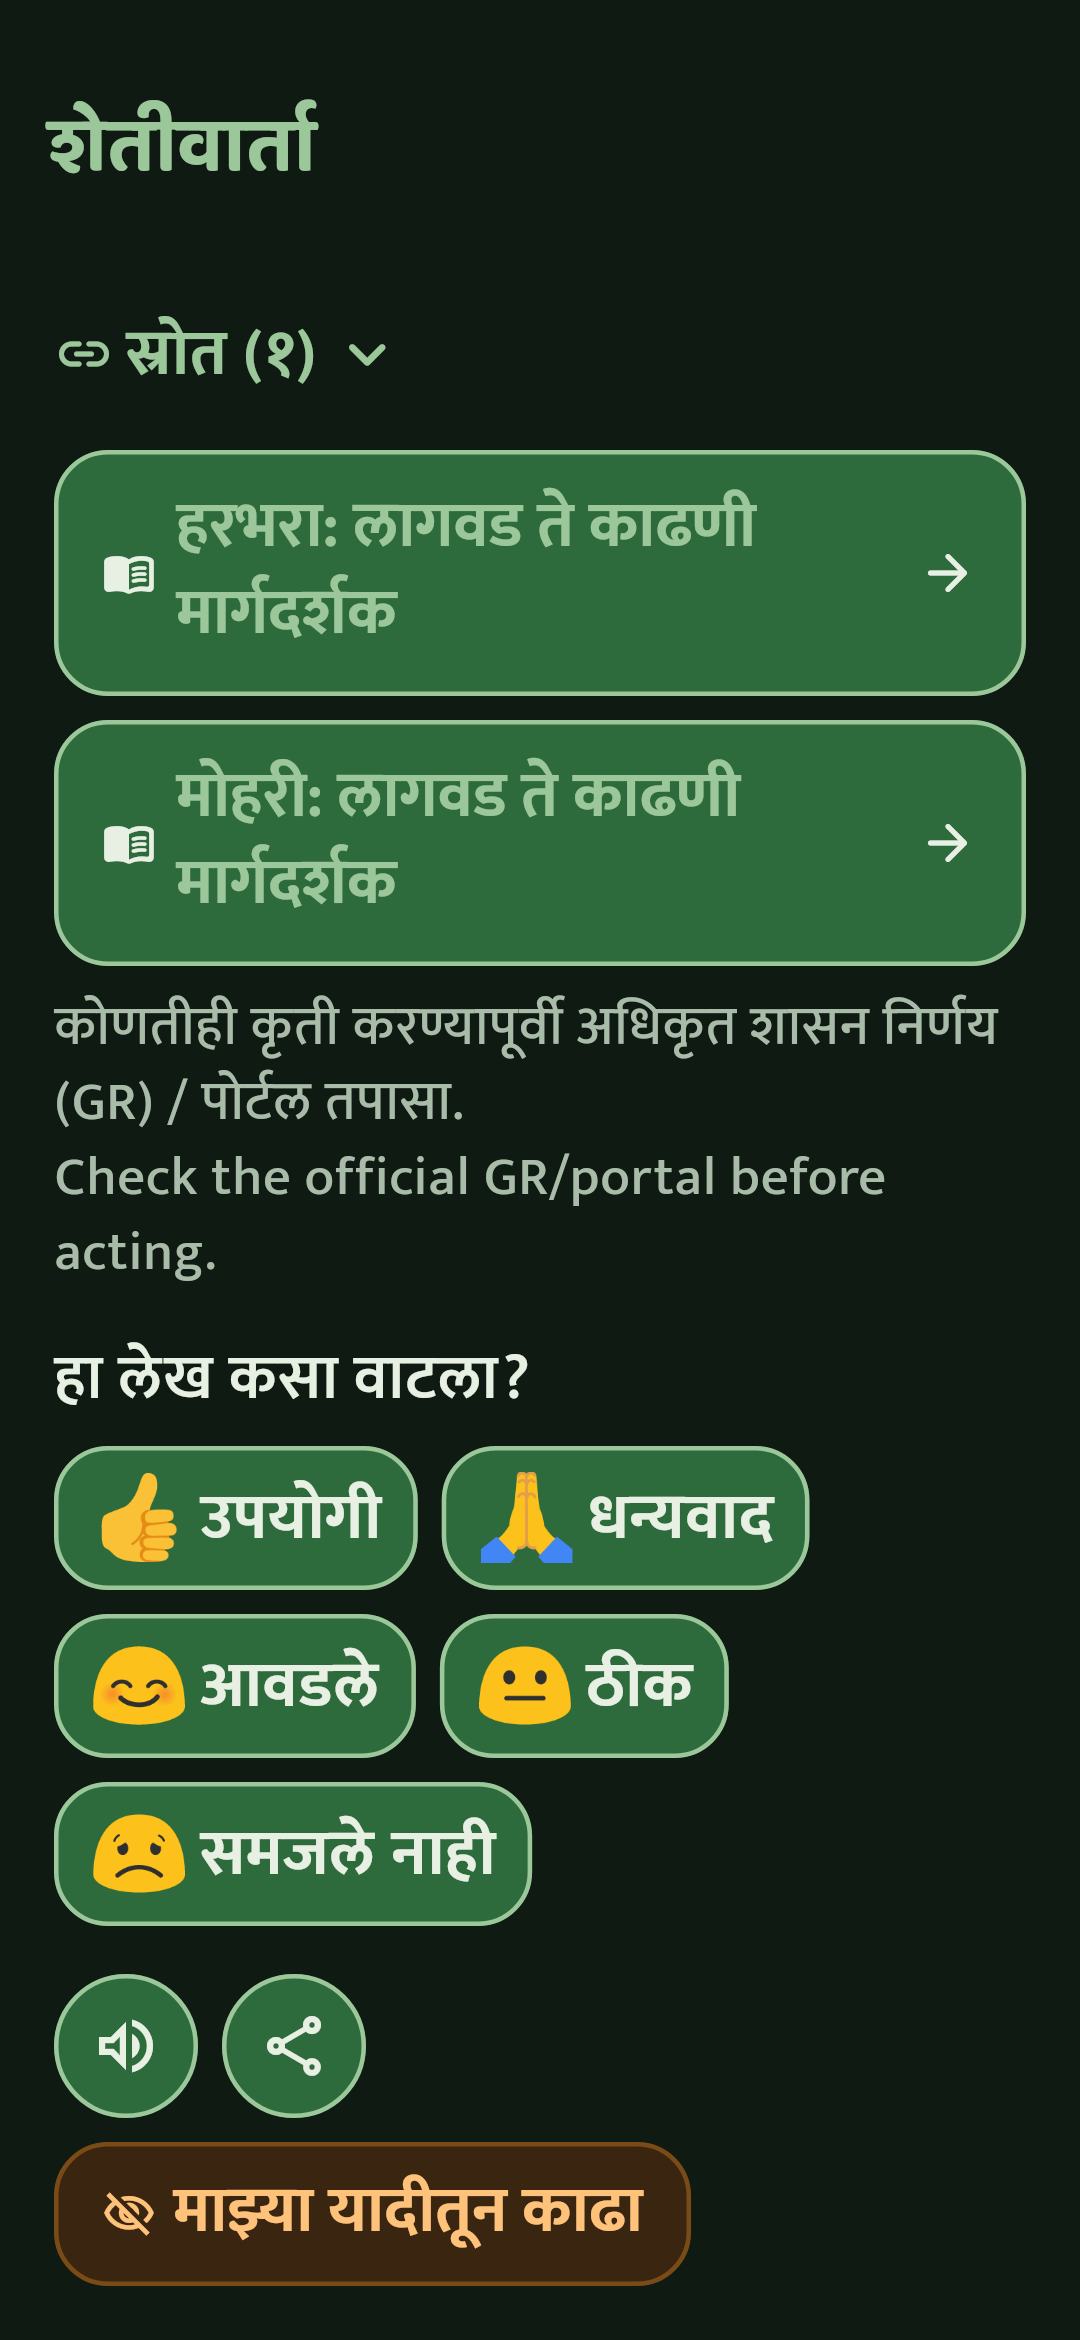 शेतीवार्ता
स्रोत (१)
हरभरा: लागवड ते काढणी
मार्गदर्शक
मोहरी: लागवड ते काढणी
मार्गदर्शक
कोणतीही कृती करण्यापूर्वी अधिकृत शासन निर्णय
(GR) / पोर्टल तपासा.
Check the official GR/portal before
acting.
हा लेख कसा वाटला?
👍 उपयोगी
🙏 धन्यवाद
😊 आवडले
😐 ठीक
😟 समजले नाही
माझ्या यादीतून काढा